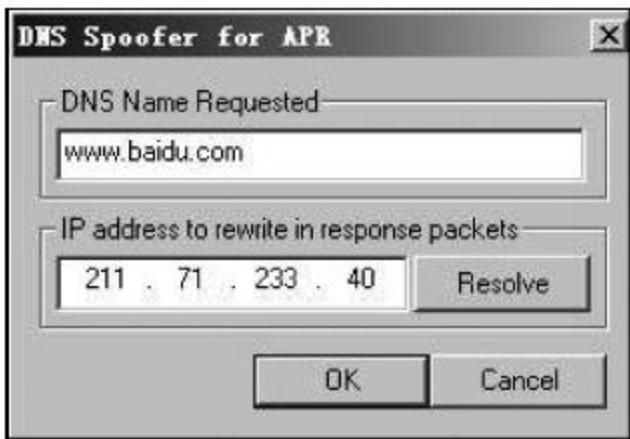 DNS Spoofer for APR
DNS Name Requested
www.baidu.com
IP address to rewrite in response packets
211 . 71 . 233 . 40
Resolve
OK
Cancel